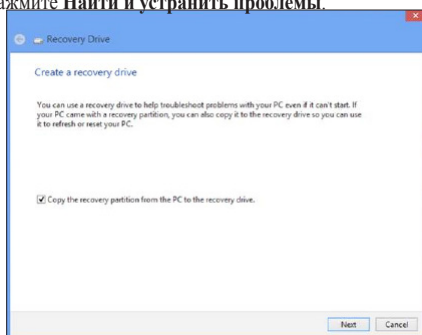 ажмите Найти и устранить проблемы.
Recovery Drive
Create a recovery drive
You can use a recovery drive to help troubleshoot problems with your PC even if it can't start. If
your PC came with a recovery partition, you can also copy it to the recovery drive so you can use
it to refresh or reset your PC.
Copy the recovery partition from the PC to the recovery drive.
Next Cancel